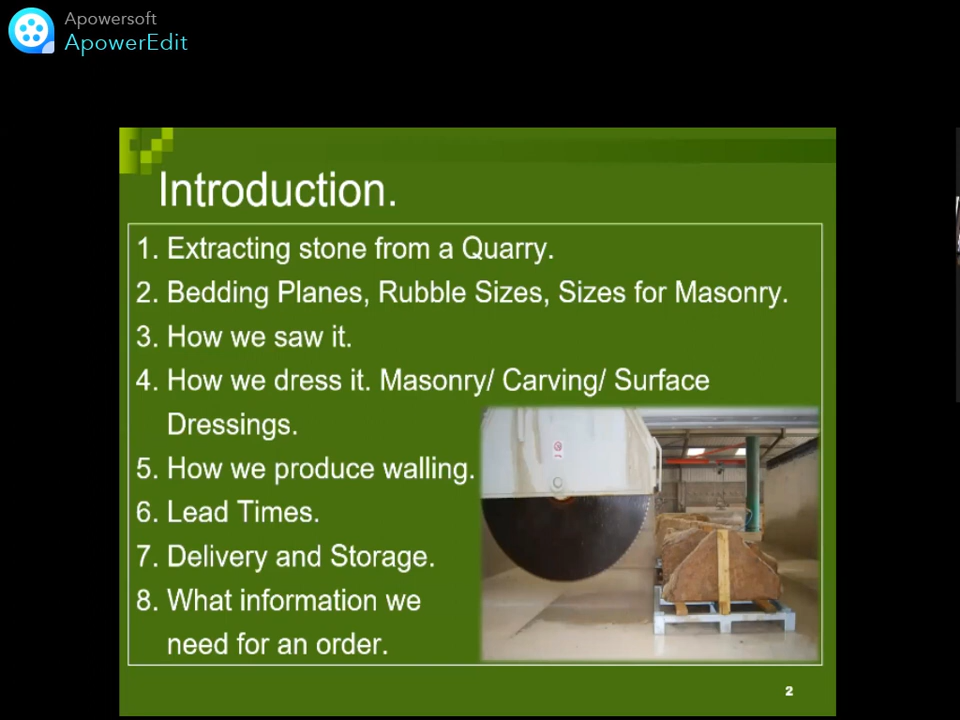 Apowersoft
ApowerEdit
Introduction.
1. Extracting stone from a Quarry.
2. Bedding Planes, Rubble Sizes, Sizes for Masonry.
3. How we saw it.
4. How we dress it. Masonry/ Carving/ Surface
Dressings.
5. How we produce walling.
6. Lead Times.
7. Delivery and Storage.
8. What information we
need for an order.
2